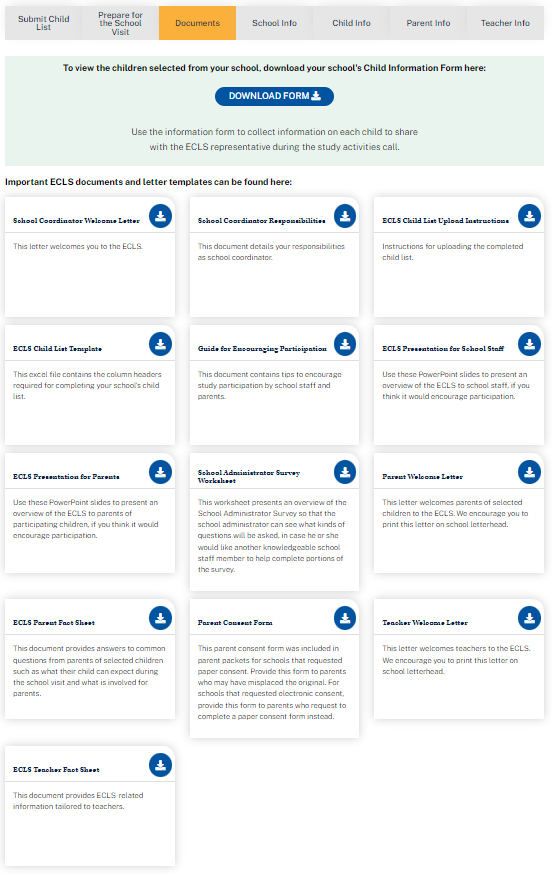 Submit Child
List
Prepare for
the School
Visit
Documents
School Info
Child Info
Parent Info
Teacher Info
To view the children selected from your school, download your school's Child Information Form here:
DOWNLOAD FORM
Use the information form to collect information on each child to share
with the ECLS representative during the study activities call.
Important ECLS documents and letter templates can be found here:
School Coordinator Welcome Letter
This letter welcomes you to the ECLS.
School Coordinator Responsibilities
This document details your responsibilities
as school coordinator.
ECLS Child List Upload Instructions
Instructions for uploading the completed
child list.
ECLS Child List Template
This excel file contains the column headers
required for completing your school's child
list.
Guide for Encouraging Participation
This document contains tips to encourage
study participation by school staff and
parents.
ECLS Presentation for School Staff
Use these PowerPoint slides to present an
overview of the ECLS to school staff, if you
think it would encourage participation.
ECLS Presentation for Parents
Use these PowerPoint slides to present an
overview of the ECLS to parents of
participating children, if you think it would
encourage participation.
School Administrator Survey
Worksheet
This worksheet presents an overview of the
School Administrator Survey so that the
school administrator can see what kinds of
questions will be asked, in case he or she
would like another knowledgeable school
staff member to help complete portions of
the survey.
Parent Welcome Letter
This letter welcomes parents of selected
children to the ECLS. We encourage you to
print this letter on school letterhead.
ECLS Parent Fact Sheet
This document provides answers to common
questions from parents of selected children
such as what their child can expect during
the school visit and what is involved for
parents.
Parent Consent Form
This parent consent form was included in
parent packets for schools that requested
paper consent. Provide this form to parents
who may have misplaced the original. For
schools that requested electronic consent,
provide this form to parents who request to
complete a paper consent form instead.
Teacher Welcome Letter
This letter welcomes teachers to the ECLS.
We encourage you to print this letter on
school letterhead.
ECLS Teacher Fact Sheet
This document provides ECLS-related
information tailored to teachers.